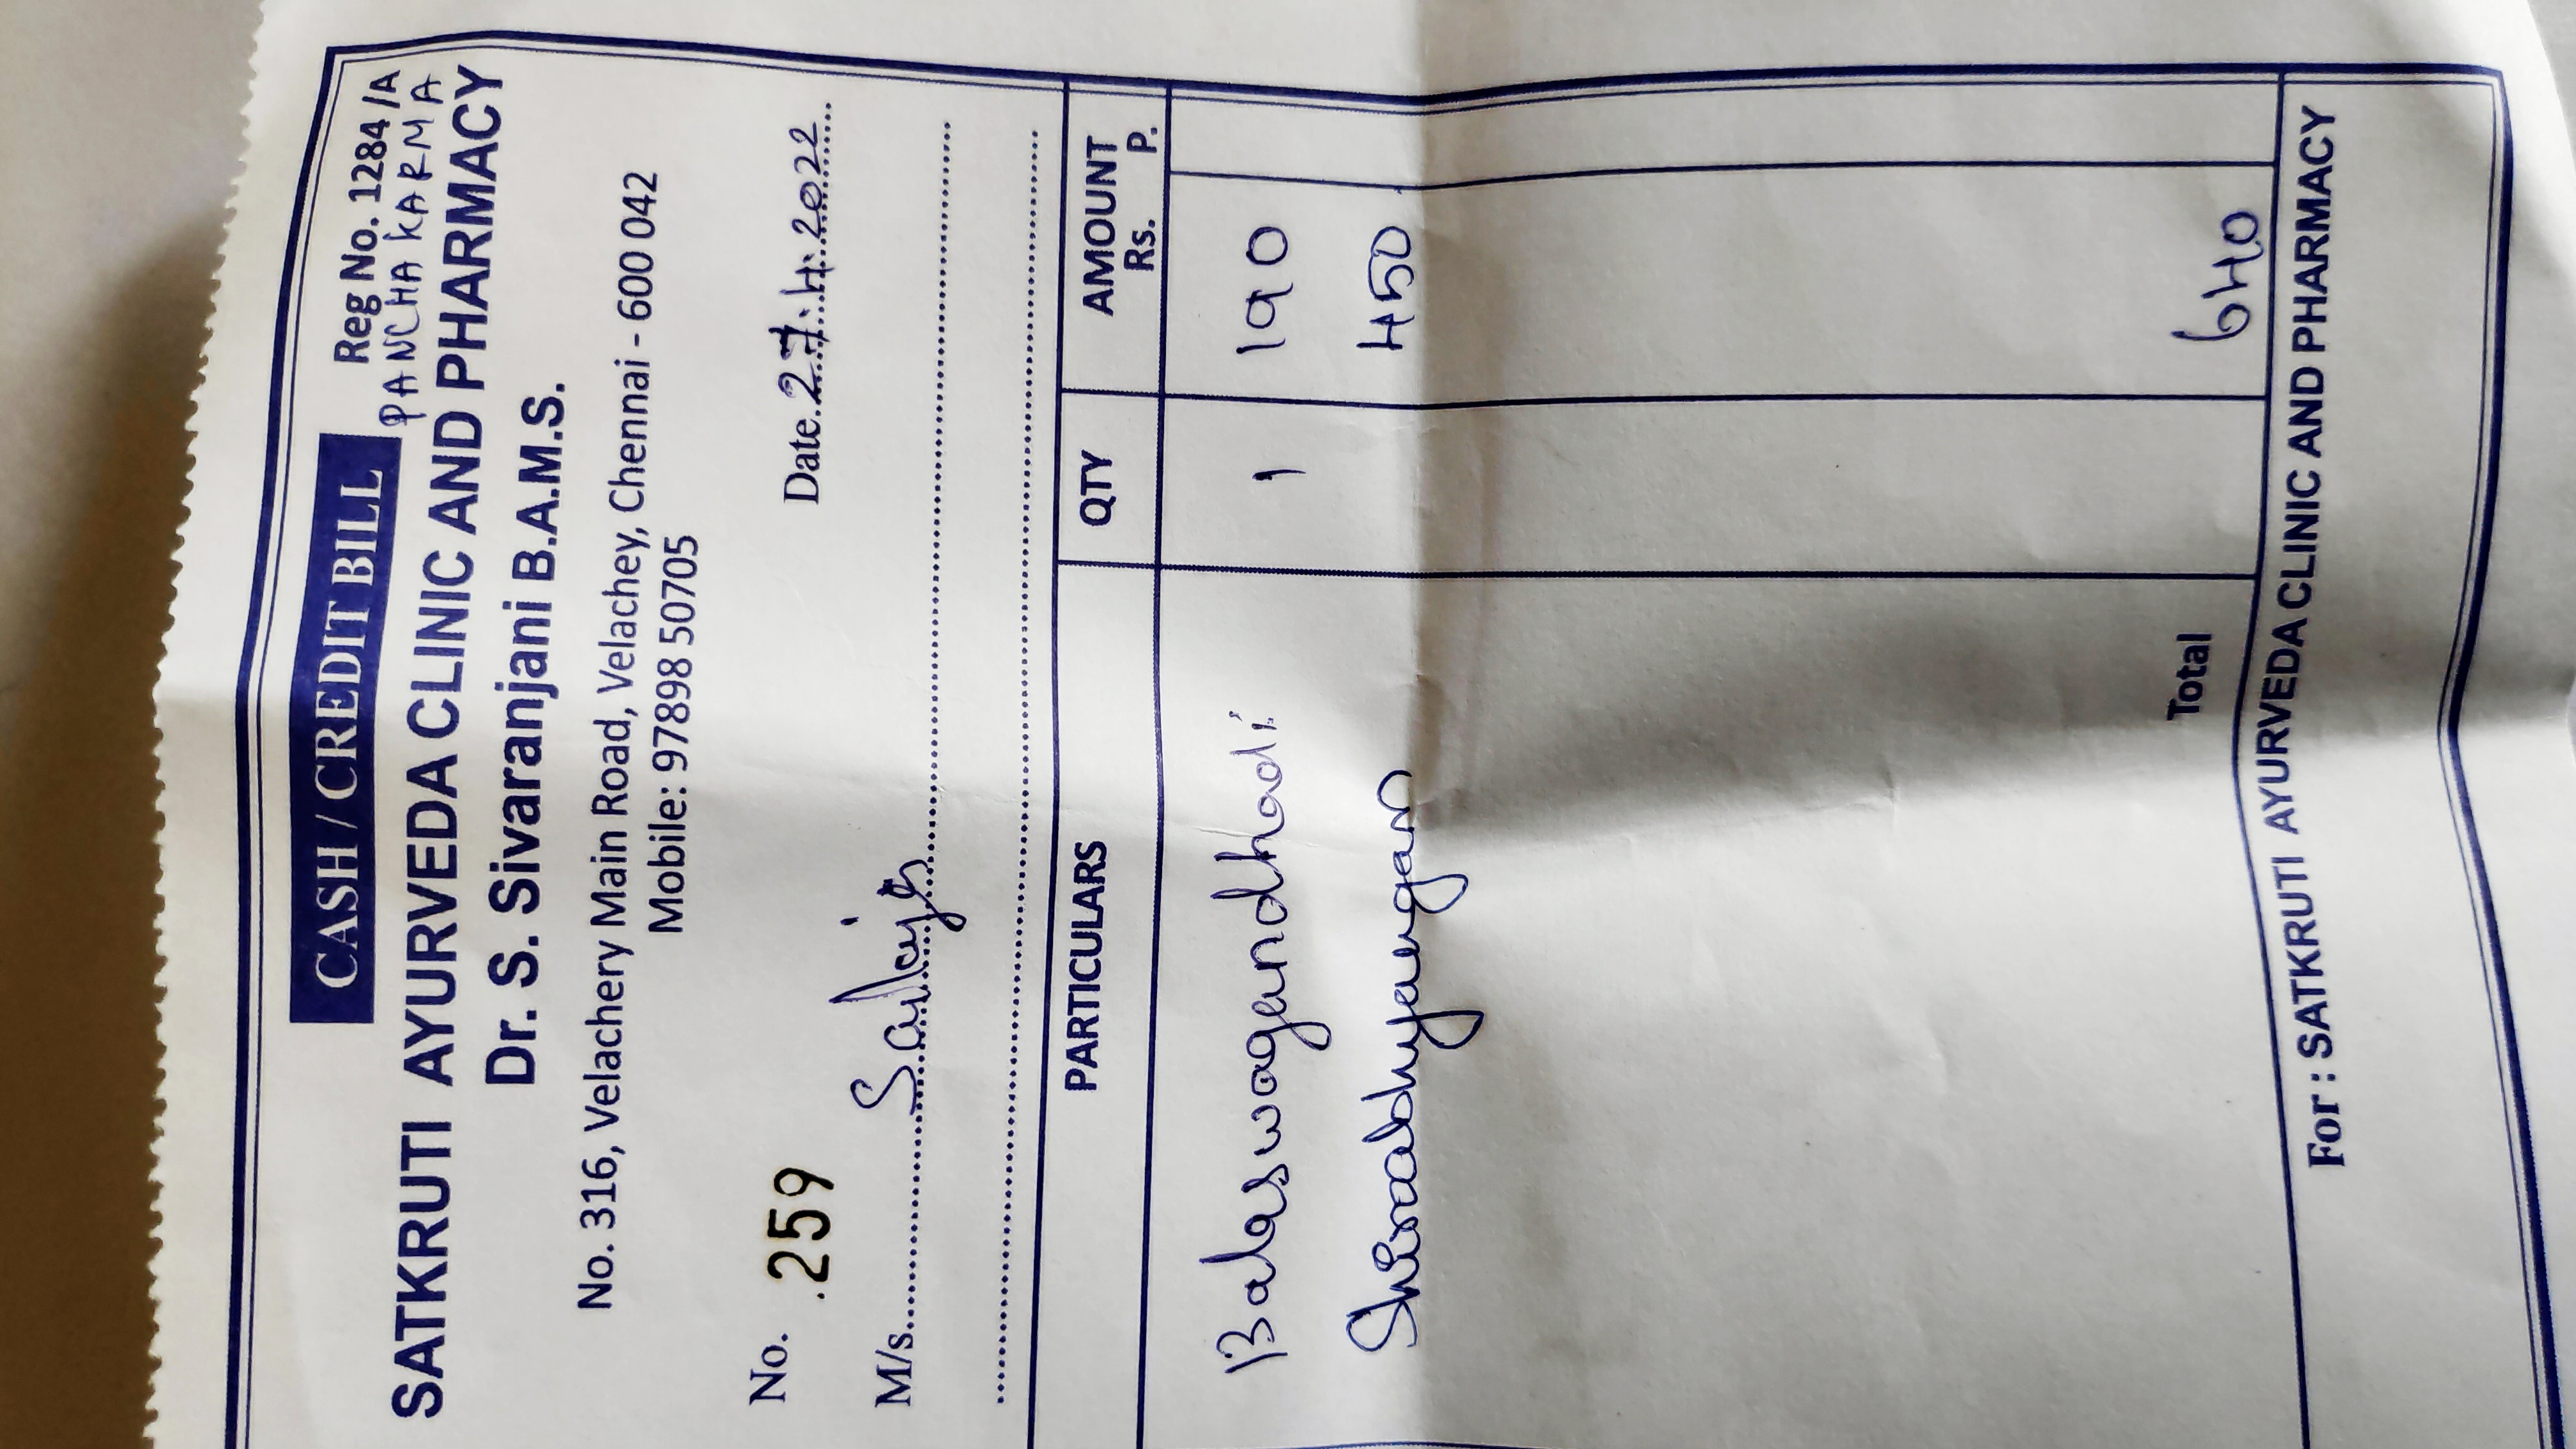 CASH / CREDIT BILL
Reg No. 1284 /A
PANCHA KARMA
SATKRUTI AYURVEDA CLINIC AND PHARMACY
Dr. S. Sivaranjani B.A.M.S.
No. 316, Velachery Main Road, Velachey, Chennai - 600 042
Mobile: 97898 50705
No. .259 Date. 27.4.2022
M/s. Sailaja
PARTICULARS QTY AMOUNT
Rs. P.
Balaswagandhadi 1 190
Shiroabhyangam 450
Total 640
For : SATKRUTI AYURVEDA CLINIC AND PHARMACY